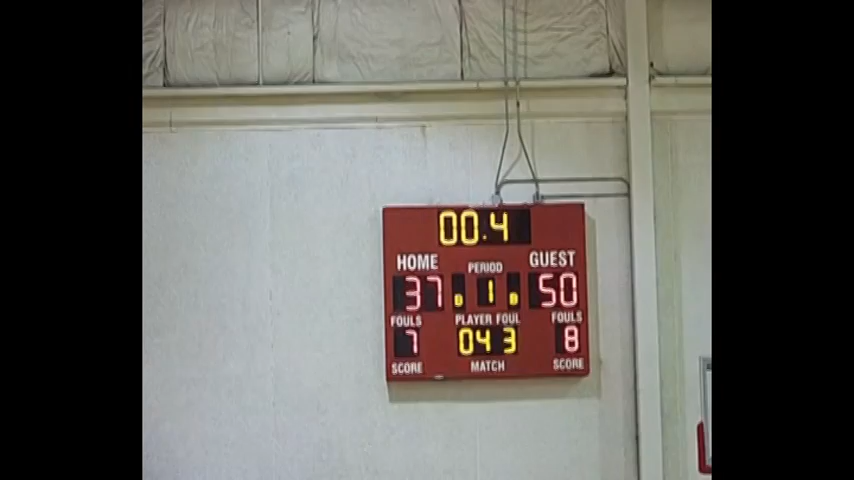 00.4
HOME PERIOD GUEST
37 B 1 B 50
FOULS PLAYER FOUL FOULS
7 04 3 8
SCORE MATCH SCORE